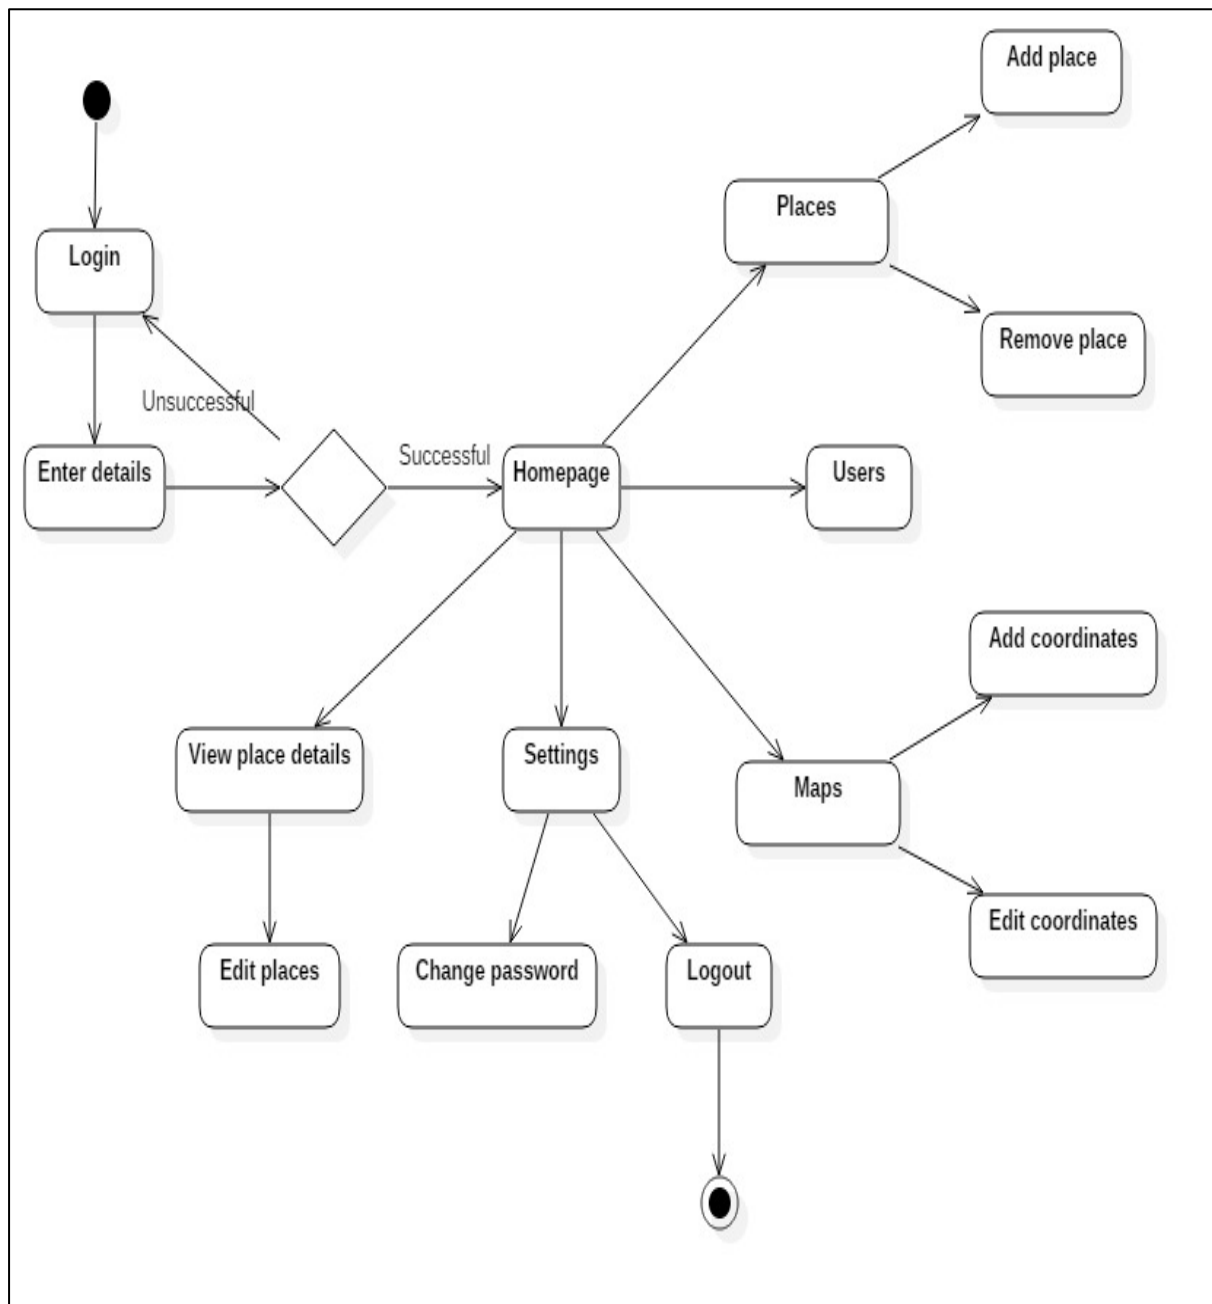 Add place
Places
Login
Remove place
Unsuccessful
Successful
Enter details
Homepage
Users
Add coordinates
View place details
Settings
Maps
Edit coordinates
Edit places
Change password
Logout